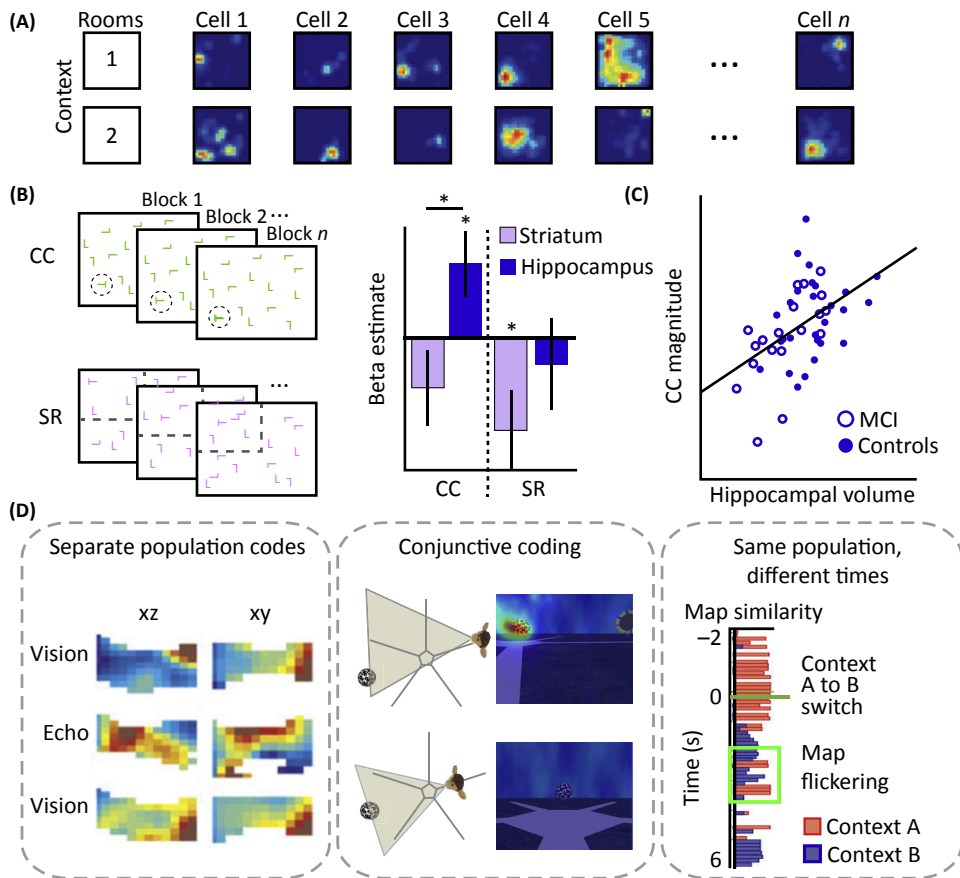 (A)
Rooms Cell 1 Cell 2 Cell 3 Cell 4 Cell 5 Cell n
Context
1
...
2
...
(B)
Block 1
Block 2 ...
Block n
CC
SR
...
Beta estimate
* *
*
Striatum
Hippocampus
CC SR
(C)
CC magnitude
MCI
Controls
Hippocampal volume
(D)
Separate population codes
xz xy
Vision
Echo
Vision
Conjunctive coding
Same population,
different times
Map similarity
−2
0
6
Time (s)
Context
A to B
switch
Map
flickering
Context A
Context B